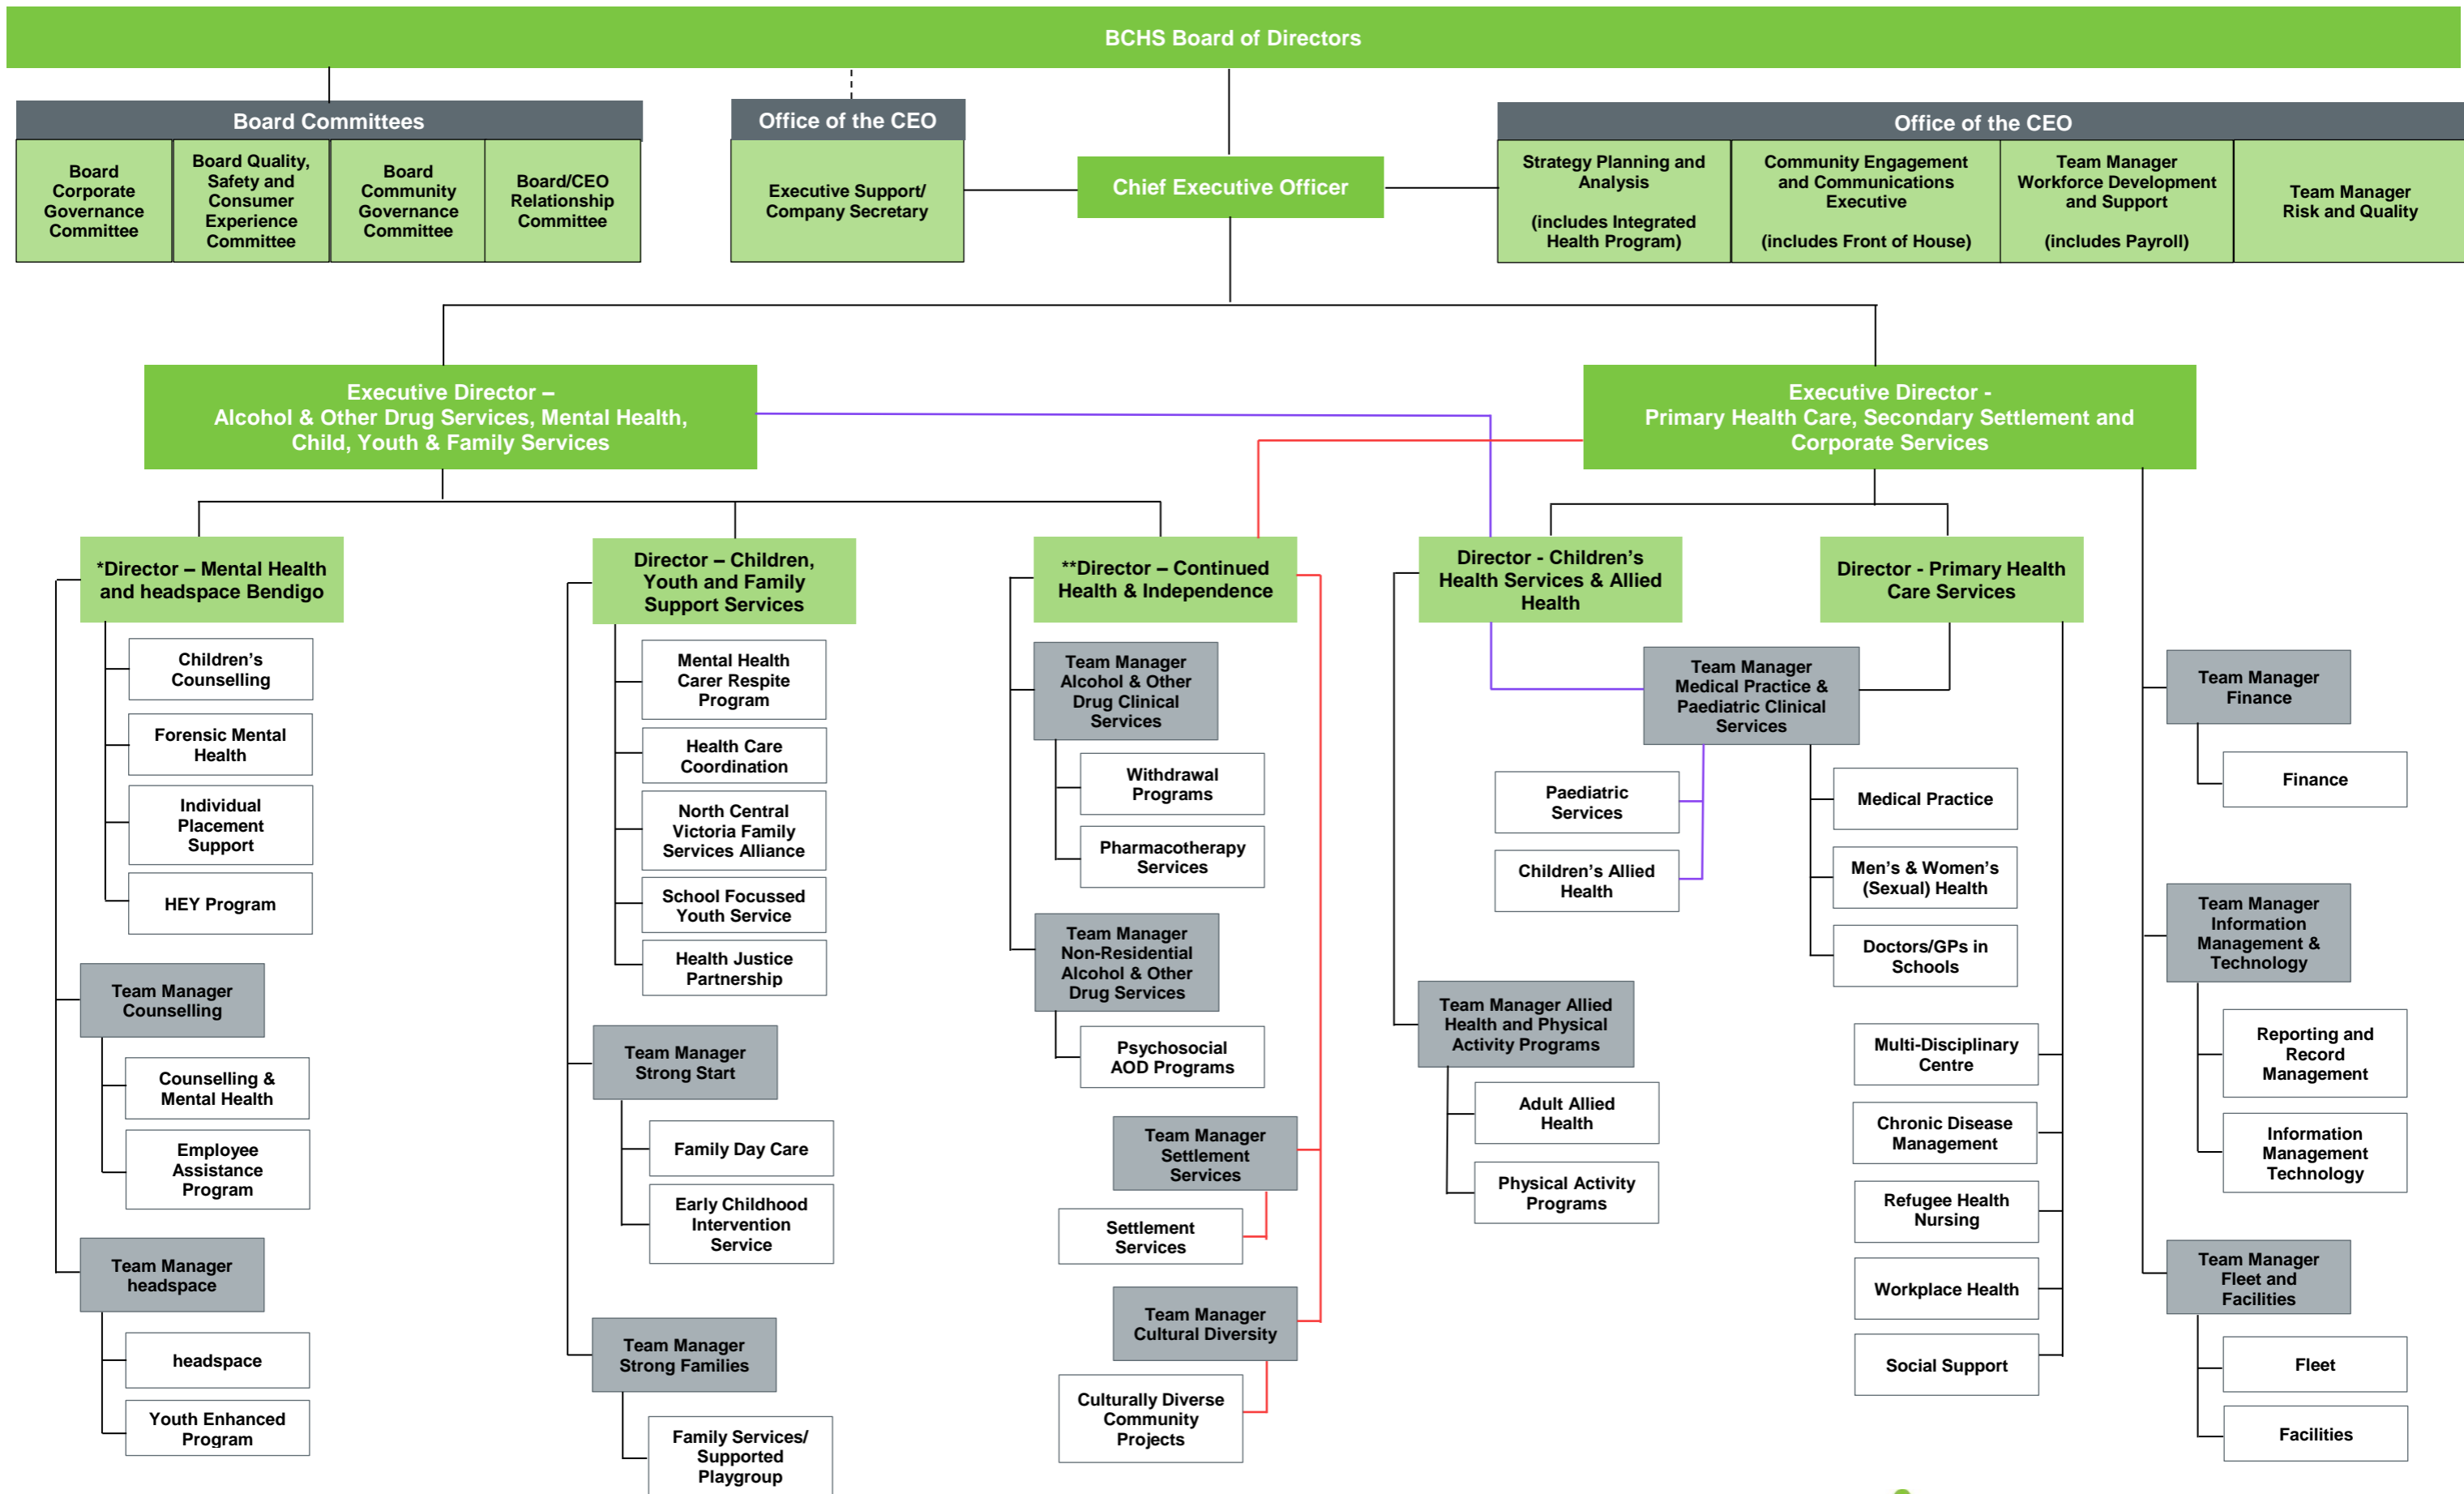 BCHS Board of Directors
Board Committees
Board
Corporate
Governance
Committee
Board Quality,
Safety and
Consumer
Experience
Committee
Board
Community
Governance
Committee
Board/CEO
Relationship
Committee
Office of the CEO
Executive Support/
Company Secretary
Chief Executive Officer
Office of the CEO
Strategy Planning and
Analysis
(includes Integrated
Health Program)
Community Engagement
and Communications
Executive
(includes Front of House)
Team Manager
Workforce Development
and Support
(includes Payroll)
Team Manager
Risk and Quality
Executive Director –
Alcohol & Other Drug Services, Mental Health,
Child, Youth & Family Services
Executive Director -
Primary Health Care, Secondary Settlement and
Corporate Services
*Director – Mental Health
and headspace Bendigo
Children's
Counselling
Forensic Mental
Health
Individual
Placement
Support
HEY Program
Team Manager
Counselling
Counselling &
Mental Health
Employee
Assistance
Program
Team Manager
headspace
headspace
Youth Enhanced
Program
Director – Children,
Youth and Family
Support Services
Mental Health
Carer Respite
Program
Health Care
Coordination
North Central
Victoria Family
Services Alliance
School Focussed
Youth Service
Health Justice
Partnership
Team Manager
Strong Start
Family Day Care
Early Childhood
Intervention
Service
Team Manager
Strong Families
Family Services/
Supported
Playgroup
**Director – Continued
Health & Independence
Team Manager
Alcohol & Other
Drug Clinical
Services
Withdrawal
Programs
Pharmacotherapy
Services
Team Manager
Non-Residential
Alcohol & Other
Drug Services
Psychosocial
AOD Programs
Team Manager
Settlement
Services
Settlement
Services
Team Manager
Cultural Diversity
Culturally Diverse
Community
Projects
Director - Children's
Health Services & Allied
Health
Team Manager
Medical Practice &
Paediatric Clinical
Services
Paediatric
Services
Children's Allied
Health
Medical Practice
Men's & Women's
(Sexual) Health
Doctors/GPs in
Schools
Team Manager Allied
Health and Physical
Activity Programs
Adult Allied
Health
Physical Activity
Programs
Director - Primary Health
Care Services
Multi-Disciplinary
Centre
Chronic Disease
Management
Refugee Health
Nursing
Workplace Health
Social Support
Team Manager
Finance
Finance
Team Manager
Information
Management &
Technology
Reporting and
Record
Management
Information
Management
Technology
Team Manager
Fleet and
Facilities
Fleet
Facilities